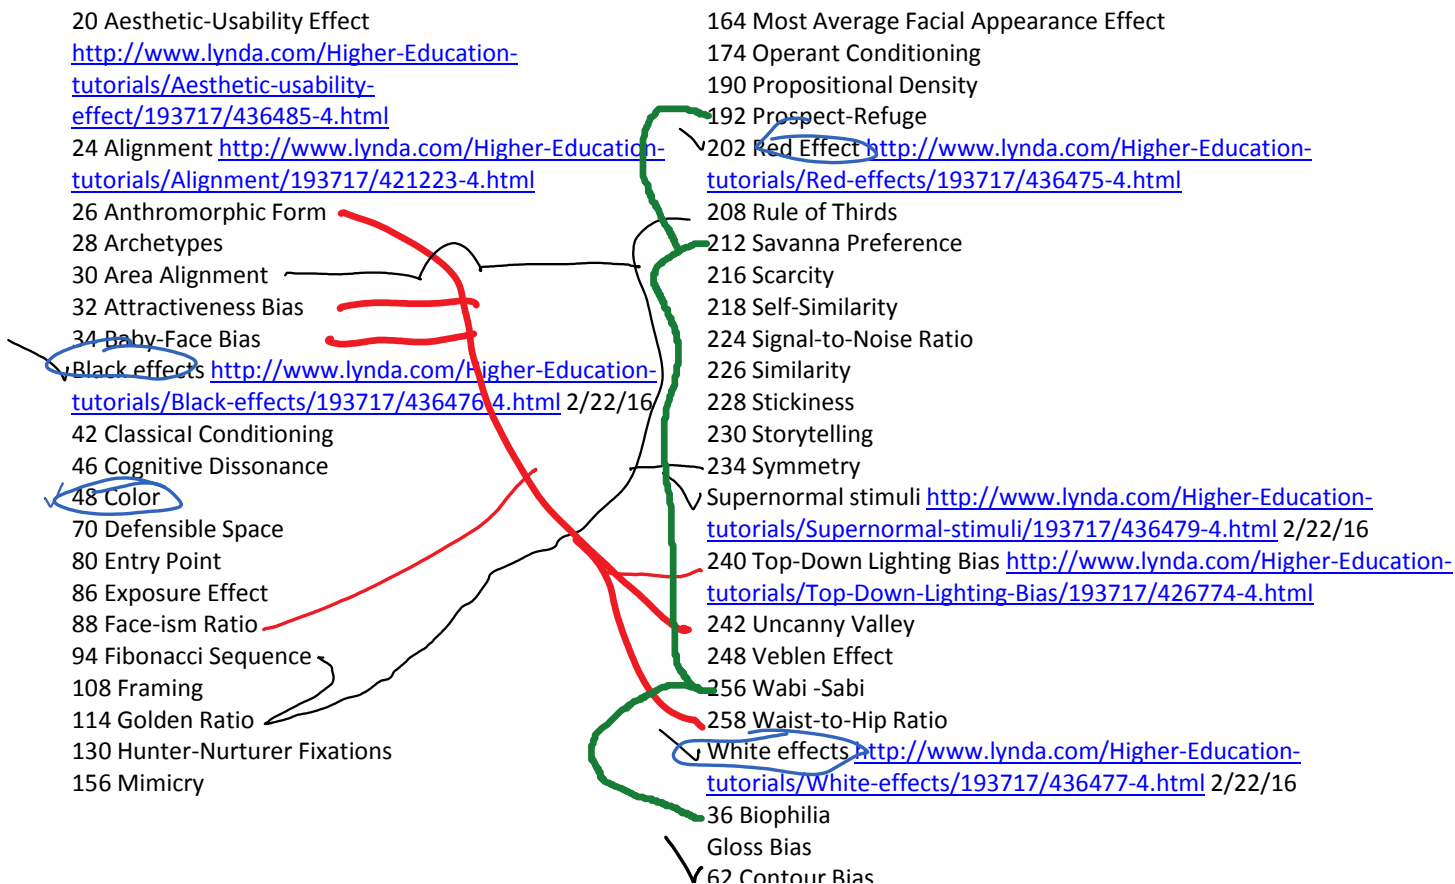 20 Aesthetic-Usability Effect
http://www.lynda.com/Higher-Education-
tutorials/Aesthetic-usability-
effect/193717/436485-4.html
24 Alignment http://www.lynda.com/Higher-Education-
tutorials/Alignment/193717/421223-4.html
26 Anthromorphic Form
28 Archetypes
30 Area Alignment
32 Attractiveness Bias
34 Baby-Face Bias
Black effects http://www.lynda.com/Higher-Education-
tutorials/Black-effects/193717/436476-4.html 2/22/16
42 Classical Conditioning
46 Cognitive Dissonance
48 Color
70 Defensible Space
80 Entry Point
86 Exposure Effect
88 Face-ism Ratio
94 Fibonacci Sequence
108 Framing
114 Golden Ratio
130 Hunter-Nurturer Fixations
156 Mimicry
164 Most Average Facial Appearance Effect
174 Operant Conditioning
190 Propositional Density
192 Prospect-Refuge
202 Red Effect http://www.lynda.com/Higher-Education-
tutorials/Red-effects/193717/436475-4.html
208 Rule of Thirds
212 Savanna Preference
216 Scarcity
218 Self-Similarity
224 Signal-to-Noise Ratio
226 Similarity
228 Stickiness
230 Storytelling
234 Symmetry
Supernormal stimuli http://www.lynda.com/Higher-Education-
tutorials/Supernormal-stimuli/193717/436479-4.html 2/22/16
240 Top-Down Lighting Bias http://www.lynda.com/Higher-Education-
tutorials/Top-Down-Lighting-Bias/193717/426774-4.html
242 Uncanny Valley
248 Veblen Effect
256 Wabi -Sabi
258 Waist-to-Hip Ratio
White effects http://www.lynda.com/Higher-Education-
tutorials/White-effects/193717/436477-4.html 2/22/16
36 Biophilia
Gloss Bias
62 Contour Bias